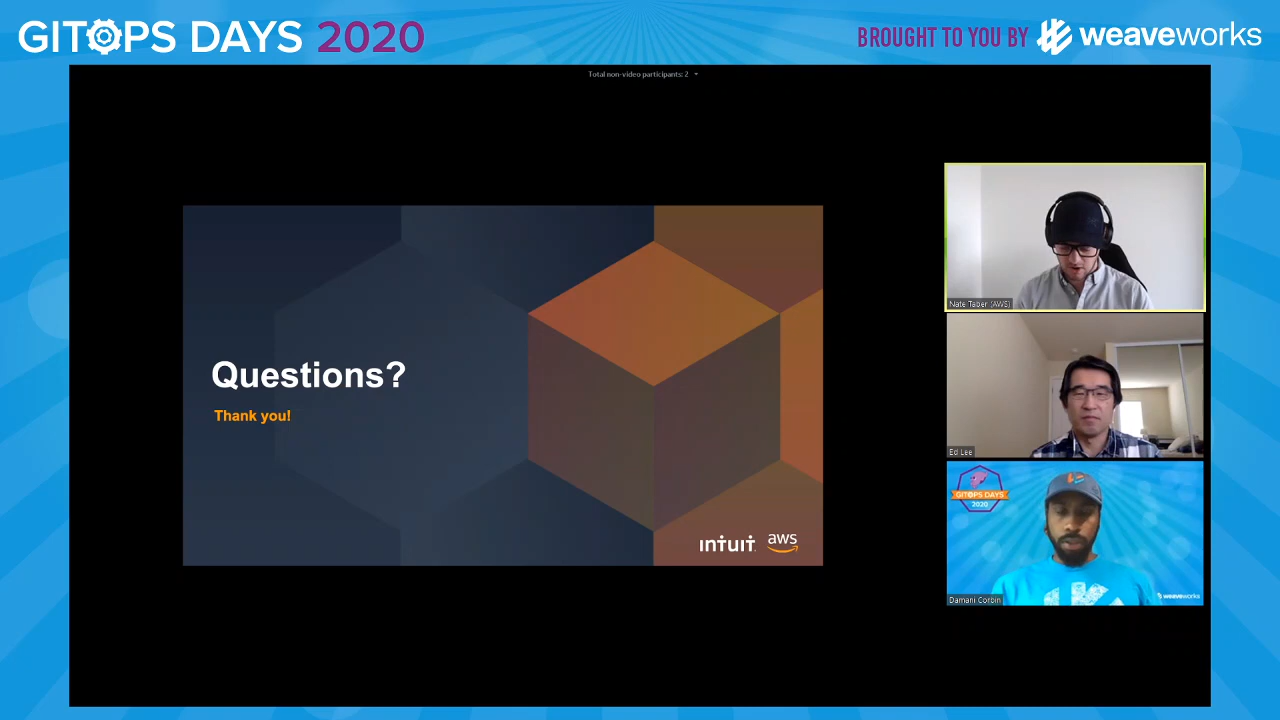 GITOPS DAYS 2020
BROUGHT TO YOU BY weaveworks
Total non-video participants: 2
Questions?
Thank you!
INTUIT aws
Nate Taber (AWS)
Ed Lee
GITOPS DAYS
2020
Damani Corbin
weaveworks